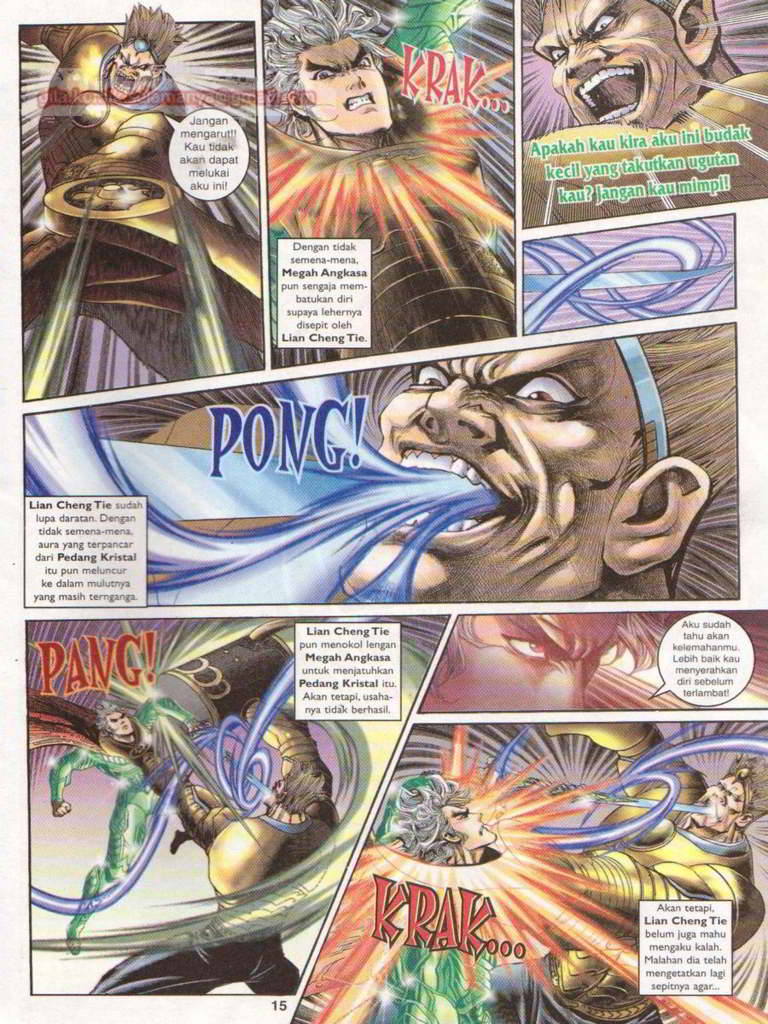 Jangan
mengarut!!
Kau tidak
akan dapat
melukai
aku ini!
KRAK...
Dengan tidak
semena-mena,
Megah Angkasa
pun sengaja mem-
batukan diri
supaya lehernya
disepit oleh
Lian Cheng Tie.
Apakah kau kira aku ini budak
kecil yang takutkan ugutan
kau? Jangan kau mimpi!
PONG!
Lian Cheng Tie sudah
lupa daratan. Dengan
tidak semena-mena,
aura yang terpancar
dari Pedang Kristal
itu pun meluncur
ke dalam mulutnya
yang masih ternganga.
PANG!
Lian Cheng Tie
pun menokol lengan
Megah Angkasa
untuk menjatuhkan
Pedang Kristal itu.
Akan tetapi, usaha-
nya tidak berhasil.
Aku sudah
tahu akan
kelemahanmu.
Lebih baik kau
menyerahkan
diri sebelum
terlambat!
KRAK...
Akan tetapi,
Lian Cheng Tie
belum juga mahu
mengaku kalah.
Malahan dia telah
mengetatkan lagi
sepitnya agar...
15